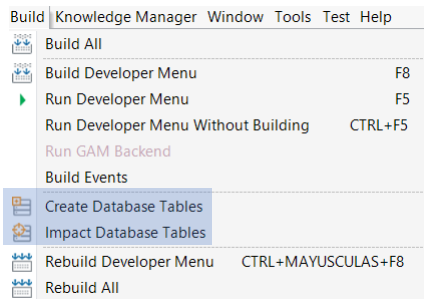 Build Knowledge Manager Window Tools Test Help
Build All
Build Developer Menu F8
Run Developer Menu F5
Run Developer Menu Without Building CTRL+F5
Run GAM Backend
Build Events
Create Database Tables
Impact Database Tables
Rebuild Developer Menu CTRL+MAYUSCULAS+F8
Rebuild All